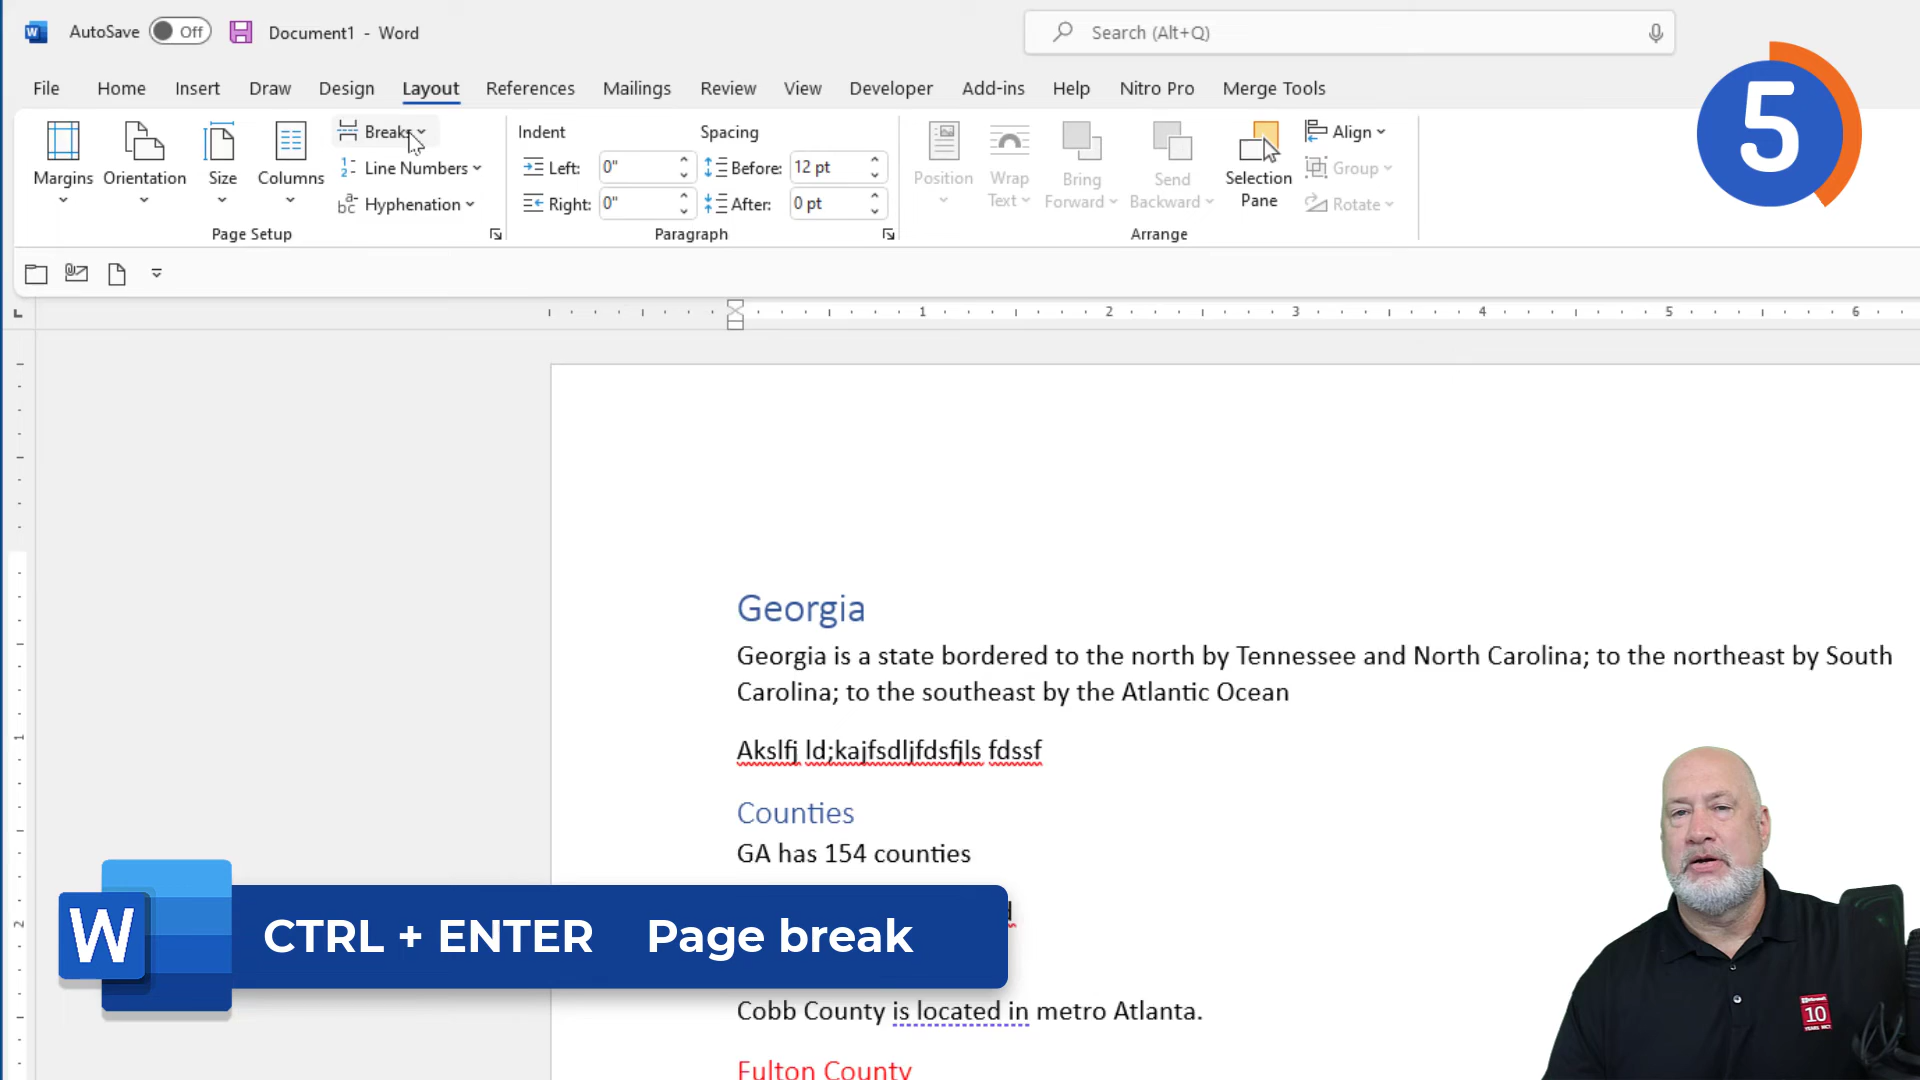 AutoSave Off Document1 - Word Search (Alt+Q)
5
File Home Insert Draw Design Layout References Mailings Review View Developer Add-ins Help Nitro Pro Merge Tools
Margins Orientation Size Columns
Breaks
Line Numbers
Hyphenation
Page Setup
Indent Spacing
Left: 0" Before: 12 pt
Right: 0" After: 0 pt
Paragraph
Position
Wrap Text
Bring Forward
Send Backward
Selection Pane
Align
Group
Rotate
Arrange
1 2 3 4 5 6
1
2
Georgia
Georgia is a state bordered to the north by Tennessee and North Carolina; to the northeast by South
Carolina; to the southeast by the Atlantic Ocean
Akslfj ld;kajfsdljfdsfjls fdssf
Counties
GA has 154 counties
W CTRL + ENTER Page break
Cobb County is located in metro Atlanta.
Fulton County
Microsoft
10
YEARS MCT